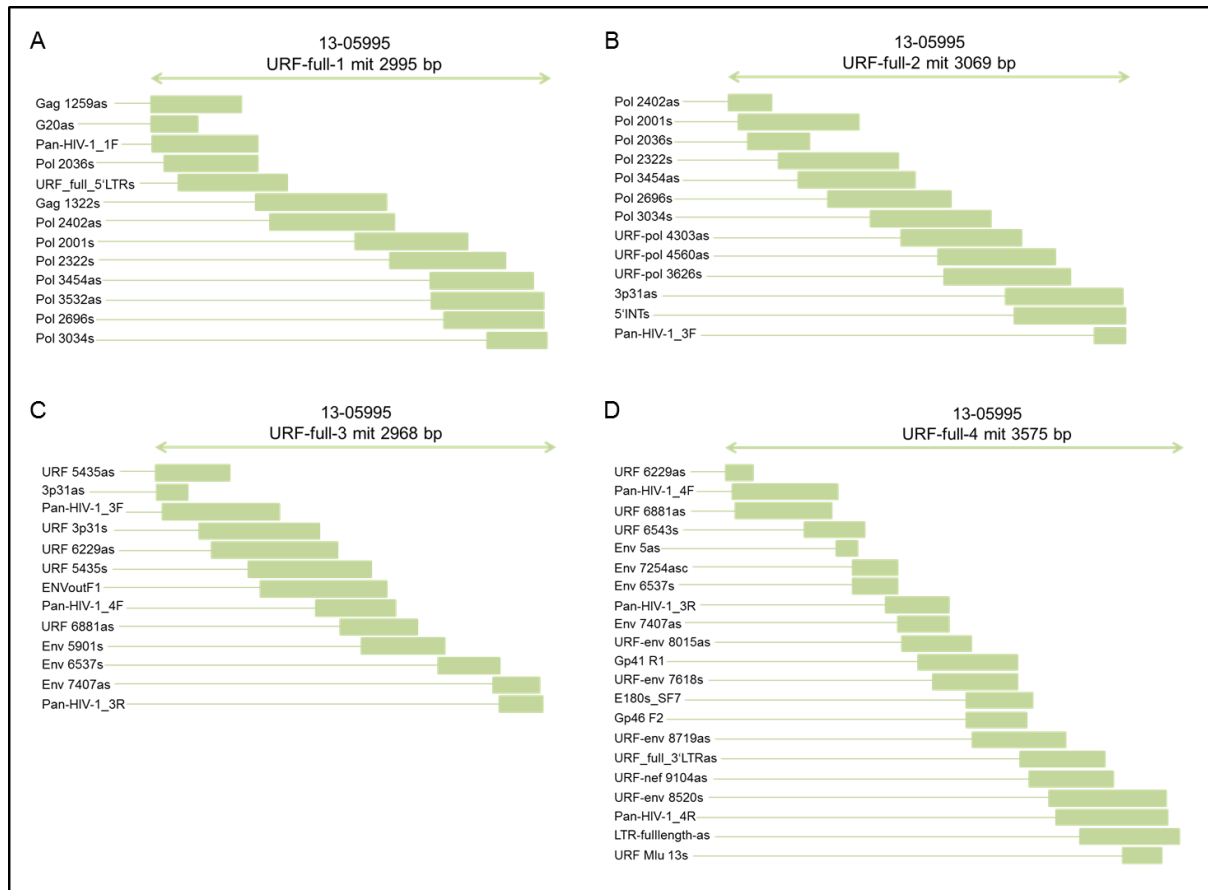 A
13-05995
URF-full-1 mit 2995 bp
Gag 1259as
G20as
Pan-HIV-1_1F
Pol 2036s
URF_full_5'LTRs
Gag 1322s
Pol 2402as
Pol 2001s
Pol 2322s
Pol 3454as
Pol 3532as
Pol 2696s
Pol 3034s
B
13-05995
URF-full-2 mit 3069 bp
Pol 2402as
Pol 2001s
Pol 2036s
Pol 2322s
Pol 3454as
Pol 2696s
Pol 3034s
URF-pol 4303as
URF-pol 4560as
URF-pol 3626s
3p31as
5'INTs
Pan-HIV-1_3F
C
13-05995
URF-full-3 mit 2968 bp
URF 5435as
3p31as
Pan-HIV-1_3F
URF 3p31s
URF 6229as
URF 5435s
ENVoutF1
Pan-HIV-1_4F
URF 6881as
Env 5901s
Env 6537s
Env 7407as
Pan-HIV-1_3R
D
13-05995
URF-full-4 mit 3575 bp
URF 6229as
Pan-HIV-1_4F
URF 6881as
URF 6543s
Env 5as
Env 7254asc
Env 6537s
Pan-HIV-1_3R
Env 7407as
URF-env 8015as
Gp41 R1
URF-env 7618s
E180s_SF7
Gp46 F2
URF-env 8719as
URF_full_3'LTRas
URF-nef 9104as
URF-env 8520s
Pan-HIV-1_4R
LTR-fulllength-as
URF Mlu 13s